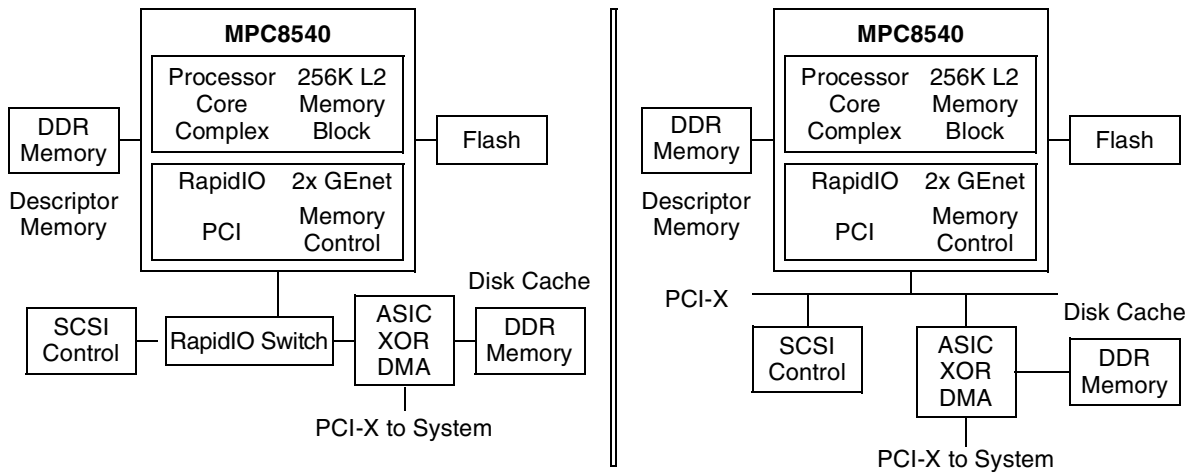 MPC8540
Processor
Core
Complex
256K L2
Memory
Block
DDR
Memory
Flash
Descriptor
Memory
RapidIO
2x GEnet
PCI
Memory
Control
Disk Cache
SCSI
Control
RapidIO Switch
ASIC
XOR
DMA
DDR
Memory
PCI-X to System
MPC8540
Processor
Core
Complex
256K L2
Memory
Block
DDR
Memory
Flash
Descriptor
Memory
RapidIO
2x GEnet
PCI
Memory
Control
PCI-X
Disk Cache
SCSI
Control
ASIC
XOR
DMA
DDR
Memory
PCI-X to System